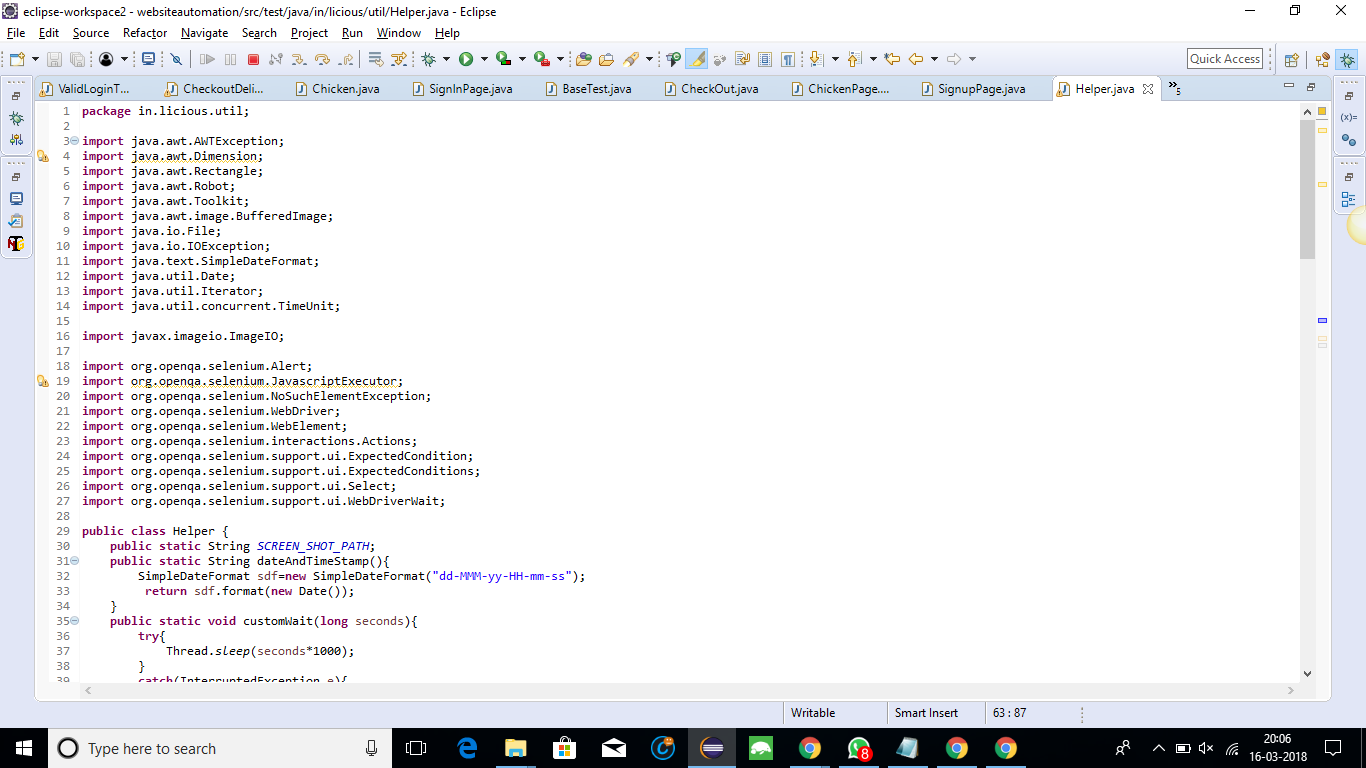 eclipse-workspace2 - websiteautomation/src/test/java/in/licious/util/Helper.java - Eclipse
File Edit Source Refactor Navigate Search Project Run Window Help
Quick Access
ValidLoginT... CheckoutDeli... Chicken.java SignInPage.java BaseTest.java CheckOut.java ChickenPage.... SignupPage.java Helper.java »5
1 package in.licious.util;
2
3 import java.awt.AWTException;
4 import java.awt.Dimension;
5 import java.awt.Rectangle;
6 import java.awt.Robot;
7 import java.awt.Toolkit;
8 import java.awt.image.BufferedImage;
9 import java.io.File;
10 import java.io.IOException;
11 import java.text.SimpleDateFormat;
12 import java.util.Date;
13 import java.util.Iterator;
14 import java.util.concurrent.TimeUnit;
15
16 import javax.imageio.ImageIO;
17
18 import org.openqa.selenium.Alert;
19 import org.openqa.selenium.JavascriptExecutor;
20 import org.openqa.selenium.NoSuchElementException;
21 import org.openqa.selenium.WebDriver;
22 import org.openqa.selenium.WebElement;
23 import org.openqa.selenium.interactions.Actions;
24 import org.openqa.selenium.support.ui.ExpectedCondition;
25 import org.openqa.selenium.support.ui.ExpectedConditions;
26 import org.openqa.selenium.support.ui.Select;
27 import org.openqa.selenium.support.ui.WebDriverWait;
28
29 public class Helper {
30 public static String SCREEN_SHOT_PATH;
31 public static String dateAndTimeStamp(){
32 SimpleDateFormat sdf=new SimpleDateFormat("dd-MMM-yy-HH-mm-ss");
33 return sdf.format(new Date());
34 }
35 public static void customWait(long seconds){
36 try{
37 Thread.sleep(seconds*1000);
38 }
39 catch(InterruptedException e){
Writable Smart Insert 63 : 87
Type here to search
8
20:06
16-03-2018